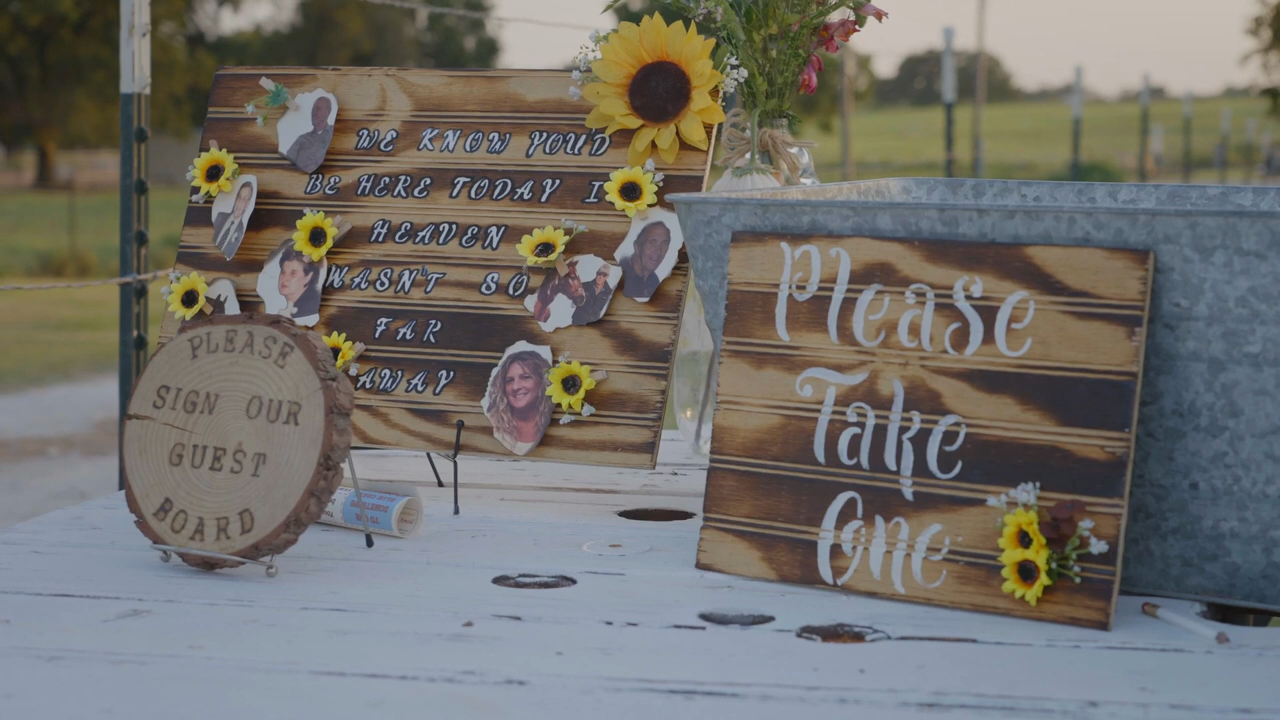 WE KNOW YOU'D
BE HERE TODAY I
HEAVEN
WASN'T SO
FAR
AWAY
PLEASE
SIGN OUR
GUEST
BOARD
Please
Take
One